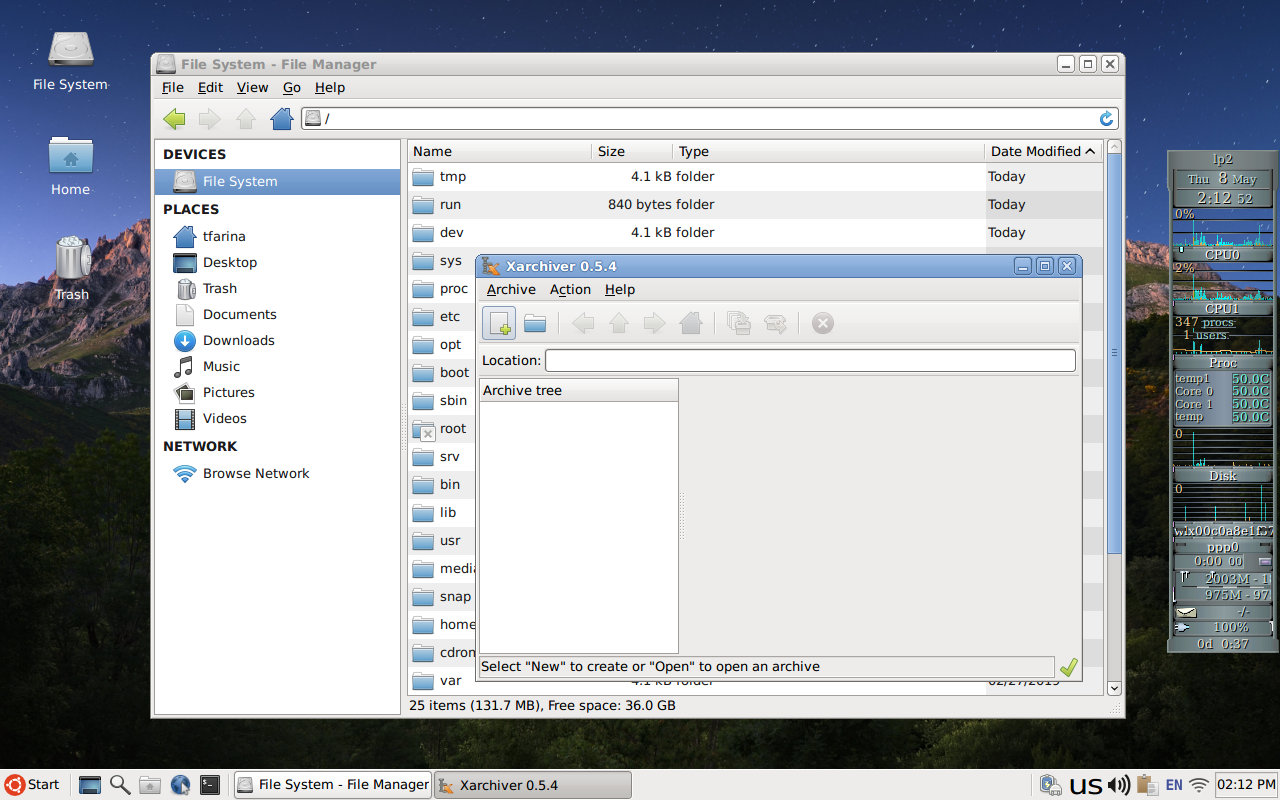 File System
Home
Trash
File System - File Manager
File Edit View Go Help
/
DEVICES
File System
PLACES
tfarina
Desktop
Trash
Documents
Downloads
Music
Pictures
Videos
NETWORK
Browse Network
Name Size Type Date Modified
tmp 4.1 kB folder Today
run 840 bytes folder Today
dev 4.1 kB folder Today
sys
proc
etc
opt
boot
sbin
root
srv
bin
lib
usr
snap
home
var 4.1 kB folder 02/27/2015
25 items (131.7 MB), Free space: 36.0 GB
Xarchiver 0.5.4
Archive Action Help
Location:
Archive tree
Select "New" to create or "Open" to open an archive
lp2
Thu 8 May
2:12 52
0%
CPU0
2%
CPU1
347 procs
1 users
Proc
temp1 50.0C
Core 0 50.0C
Core 1 50.0C
temp 50.0C
0
Disk
0
wlx00c0a8e1f37
ppp0
0:00 00
2003M - 18
975M - 97
-/-
100%
0d 0:37
Start File System - File Manager Xarchiver 0.5.4 US EN 02:12 PM